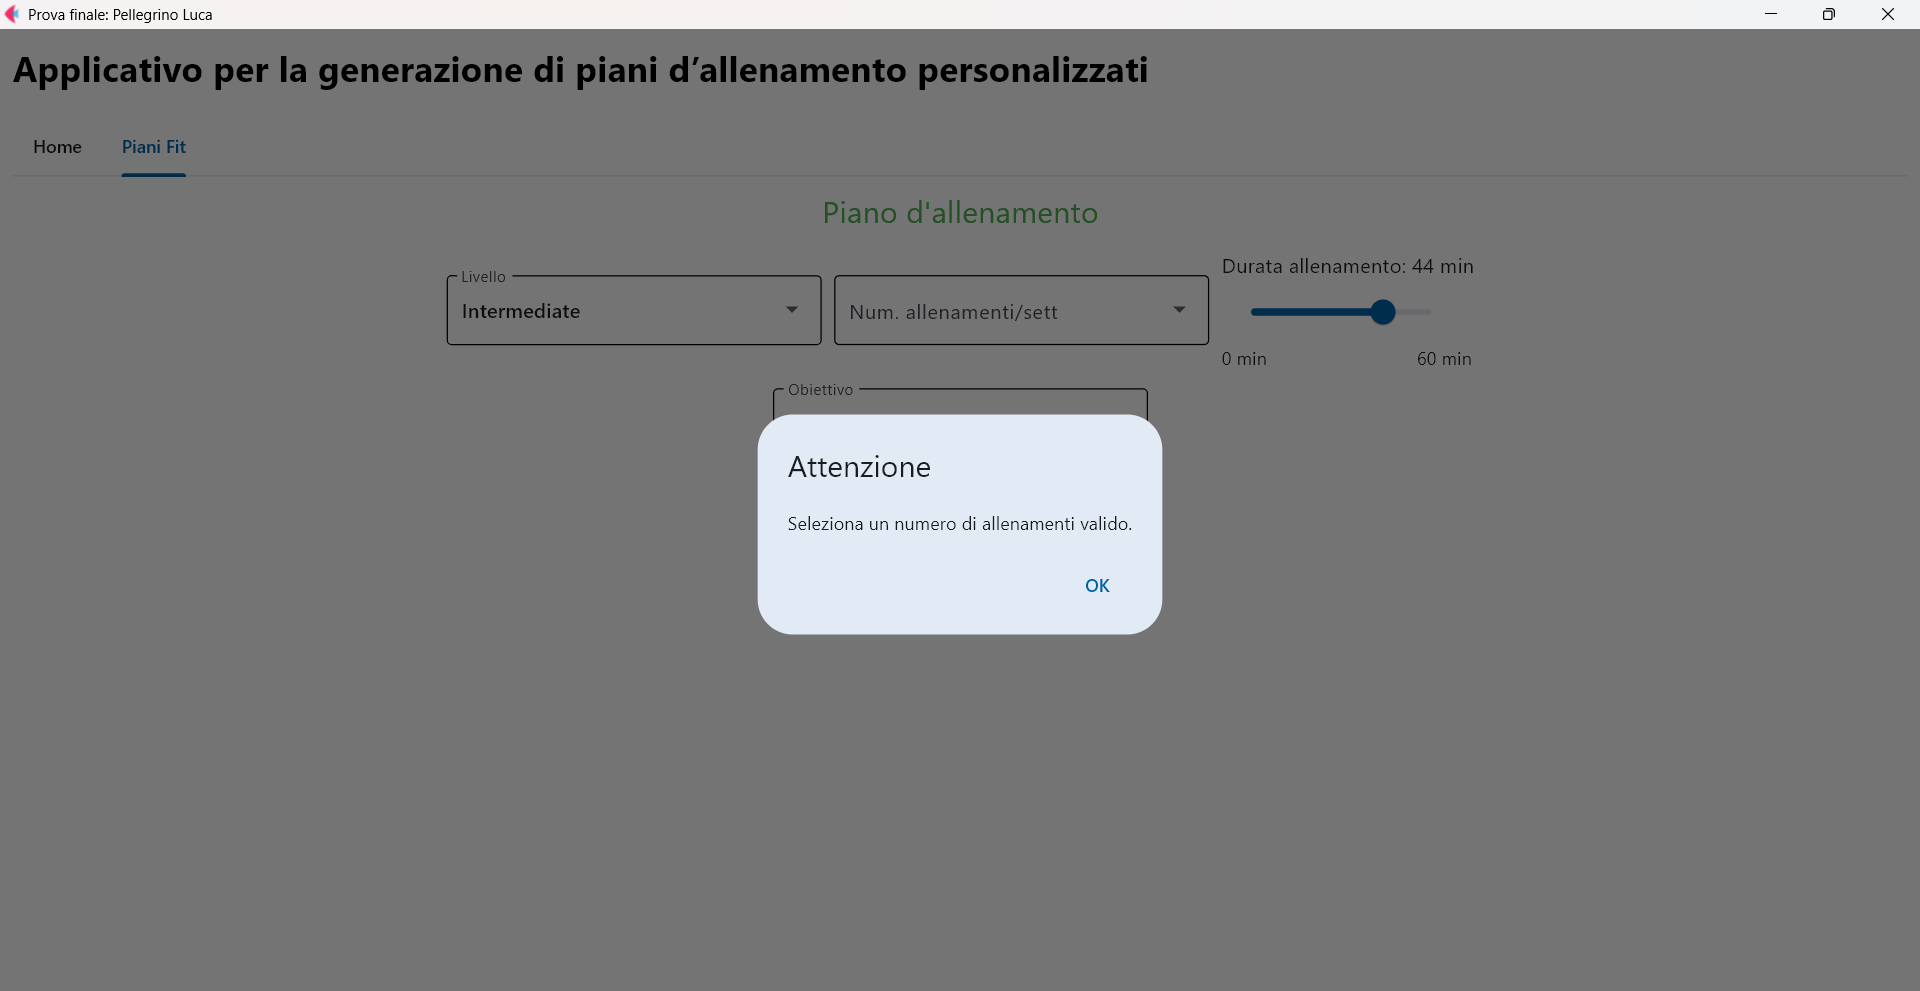 Prova finale: Pellegrino Luca
Applicativo per la generazione di piani d’allenamento personalizzati
Home Piani Fit
Piano d'allenamento
Durata allenamento: 44 min
Livello
Intermediate
Num. allenamenti/sett
0 min 60 min
Obiettivo
Attenzione
Seleziona un numero di allenamenti valido.
OK